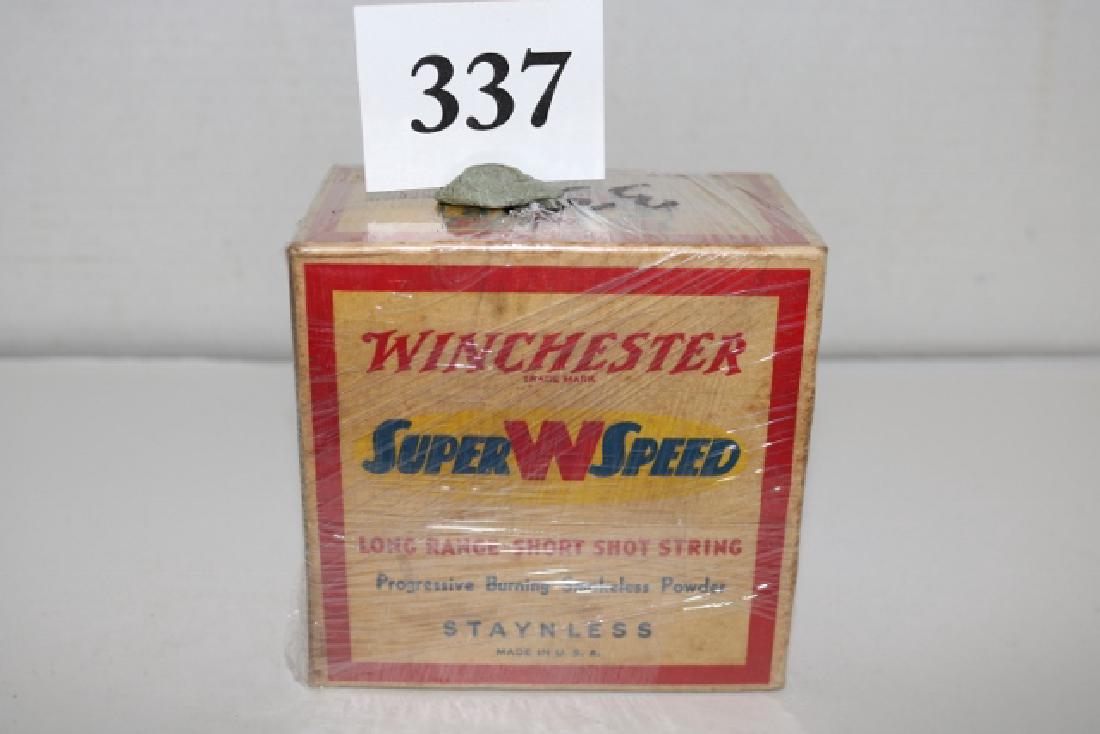 337
WINCHESTER
TRADE MARK
SUPER W SPEED
LONG RANGE-SHORT SHOT STRING
Progressive Burning Smokeless Powder
STAYNLESS
MADE IN U.S.A.